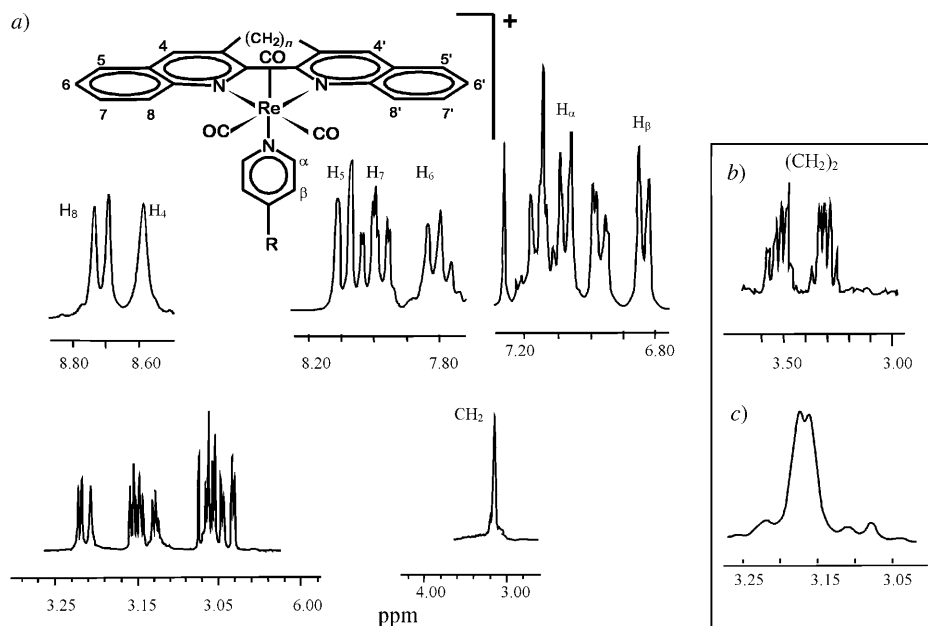 a)
+
(CH₂)ₙ
4
CO
4'
5
5'
6
6'
N
N
7
8
8'
7'
Re
OC
CO
N
α
β
R
H₈
H₄
H₅
H₇
H₆
Hα
Hβ
8.80
8.60
8.20
7.80
7.20
6.80
b)
(CH₂)₂
3.50
3.00
CH₂
c)
3.25
3.15
3.05
6.00
4.00
3.00
ppm
3.25
3.15
3.05